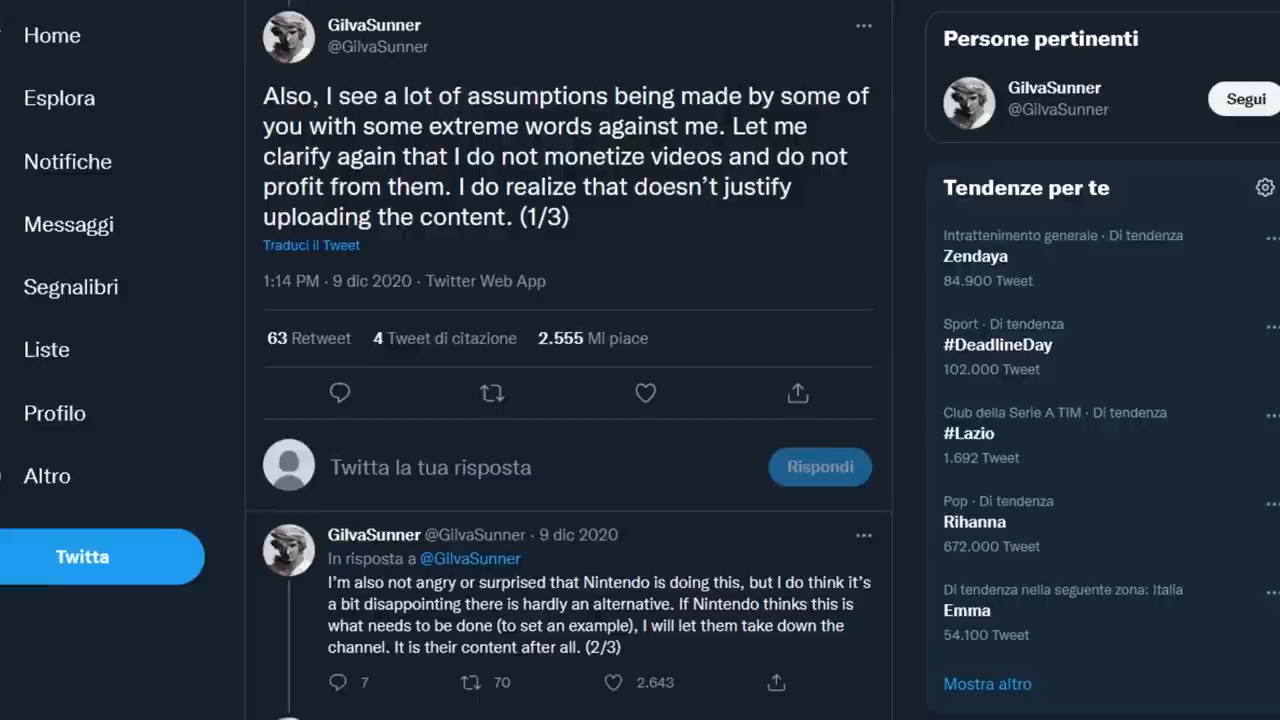 Home
Esplora
Notifiche
Messaggi
Segnalibri
Liste
Profilo
Altro
Twitta
GilvaSunner
@GilvaSunner
Also, I see a lot of assumptions being made by some of
you with some extreme words against me. Let me
clarify again that I do not monetize videos and do not
profit from them. I do realize that doesn't justify
uploading the content. (1/3)
Traduci il Tweet
1:14 PM · 9 dic 2020 · Twitter Web App
63 Retweet 4 Tweet di citazione 2.555 Mi piace
Twitta la tua risposta
Rispondi
GilvaSunner @GilvaSunner · 9 dic 2020
In risposta a @GilvaSunner
I'm also not angry or surprised that Nintendo is doing this, but I do think it's
a bit disappointing there is hardly an alternative. If Nintendo thinks this is
what needs to be done (to set an example), I will let them take down the
channel. It is their content after all. (2/3)
7 70 2.643
Persone pertinenti
GilvaSunner
@GilvaSunner
Segui
Tendenze per te
Intrattenimento generale · Di tendenza
Zendaya
84.900 Tweet
Sport · Di tendenza
#DeadlineDay
102.000 Tweet
Club della Serie A TIM · Di tendenza
#Lazio
1.692 Tweet
Pop · Di tendenza
Rihanna
672.000 Tweet
Di tendenza nella seguente zona: Italia
Emma
54.100 Tweet
Mostra altro